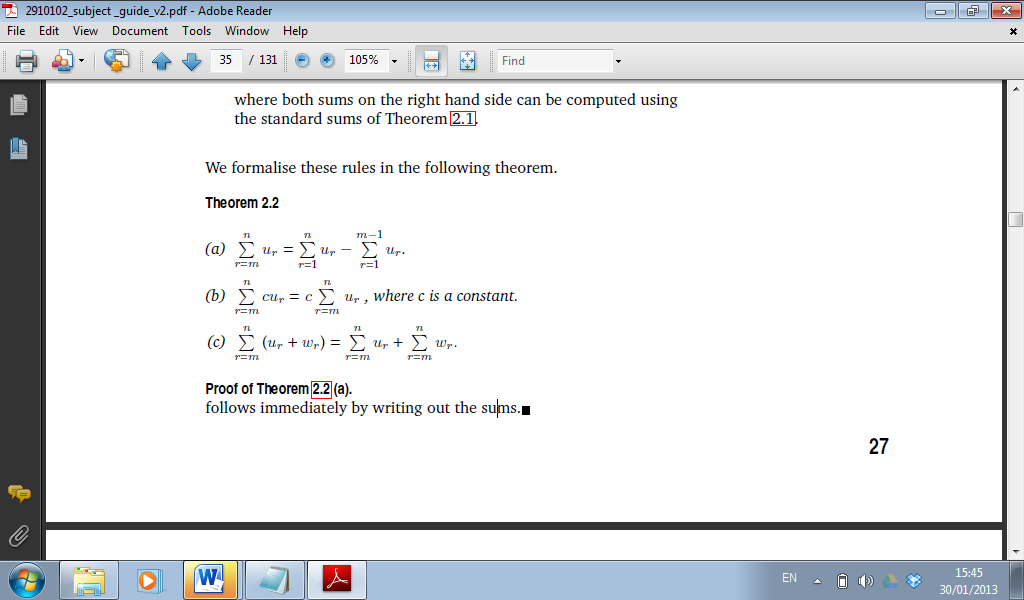 2910102_subject _guide_v2.pdf - Adobe Reader
File Edit View Document Tools Window Help
35 / 131 105% Find
where both sums on the right hand side can be computed using
the standard sums of Theorem 2.1.
We formalise these rules in the following theorem.
Theorem 2.2
(a) ∑_{r=m}^{n} u_r = ∑_{r=1}^{n} u_r − ∑_{r=1}^{m−1} u_r.
(b) ∑_{r=m}^{n} cu_r = c ∑_{r=m}^{n} u_r , where c is a constant.
(c) ∑_{r=m}^{n} (u_r + w_r) = ∑_{r=m}^{n} u_r + ∑_{r=m}^{n} w_r.
Proof of Theorem 2.2 (a).
follows immediately by writing out the sums.■
27
EN
15:45
30/01/2013